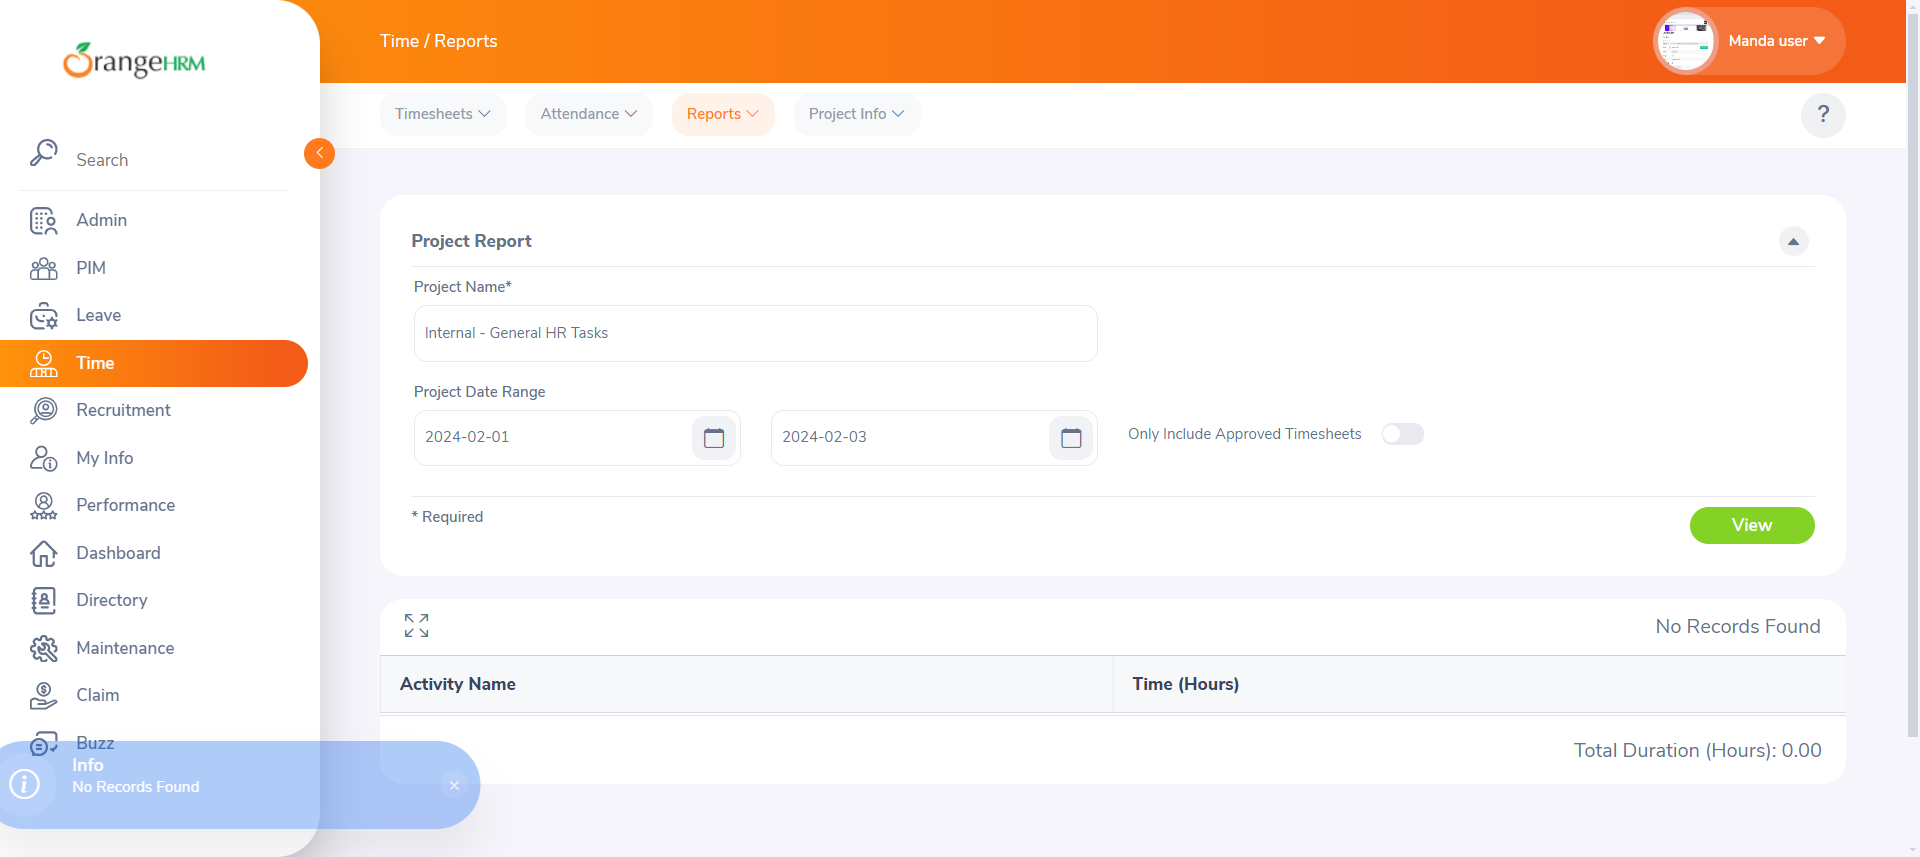 OrangeHRM
Time / Reports
Manda user
Timesheets
Attendance
Reports
Project Info
?
Search
Admin
PIM
Leave
Time
Recruitment
My Info
Performance
Dashboard
Directory
Maintenance
Claim
Buzz
Project Report
Project Name*
Internal - General HR Tasks
Project Date Range
2024-02-01
2024-02-03
Only Include Approved Timesheets
* Required
View
No Records Found
Activity Name
Time (Hours)
Total Duration (Hours): 0.00
Info
No Records Found